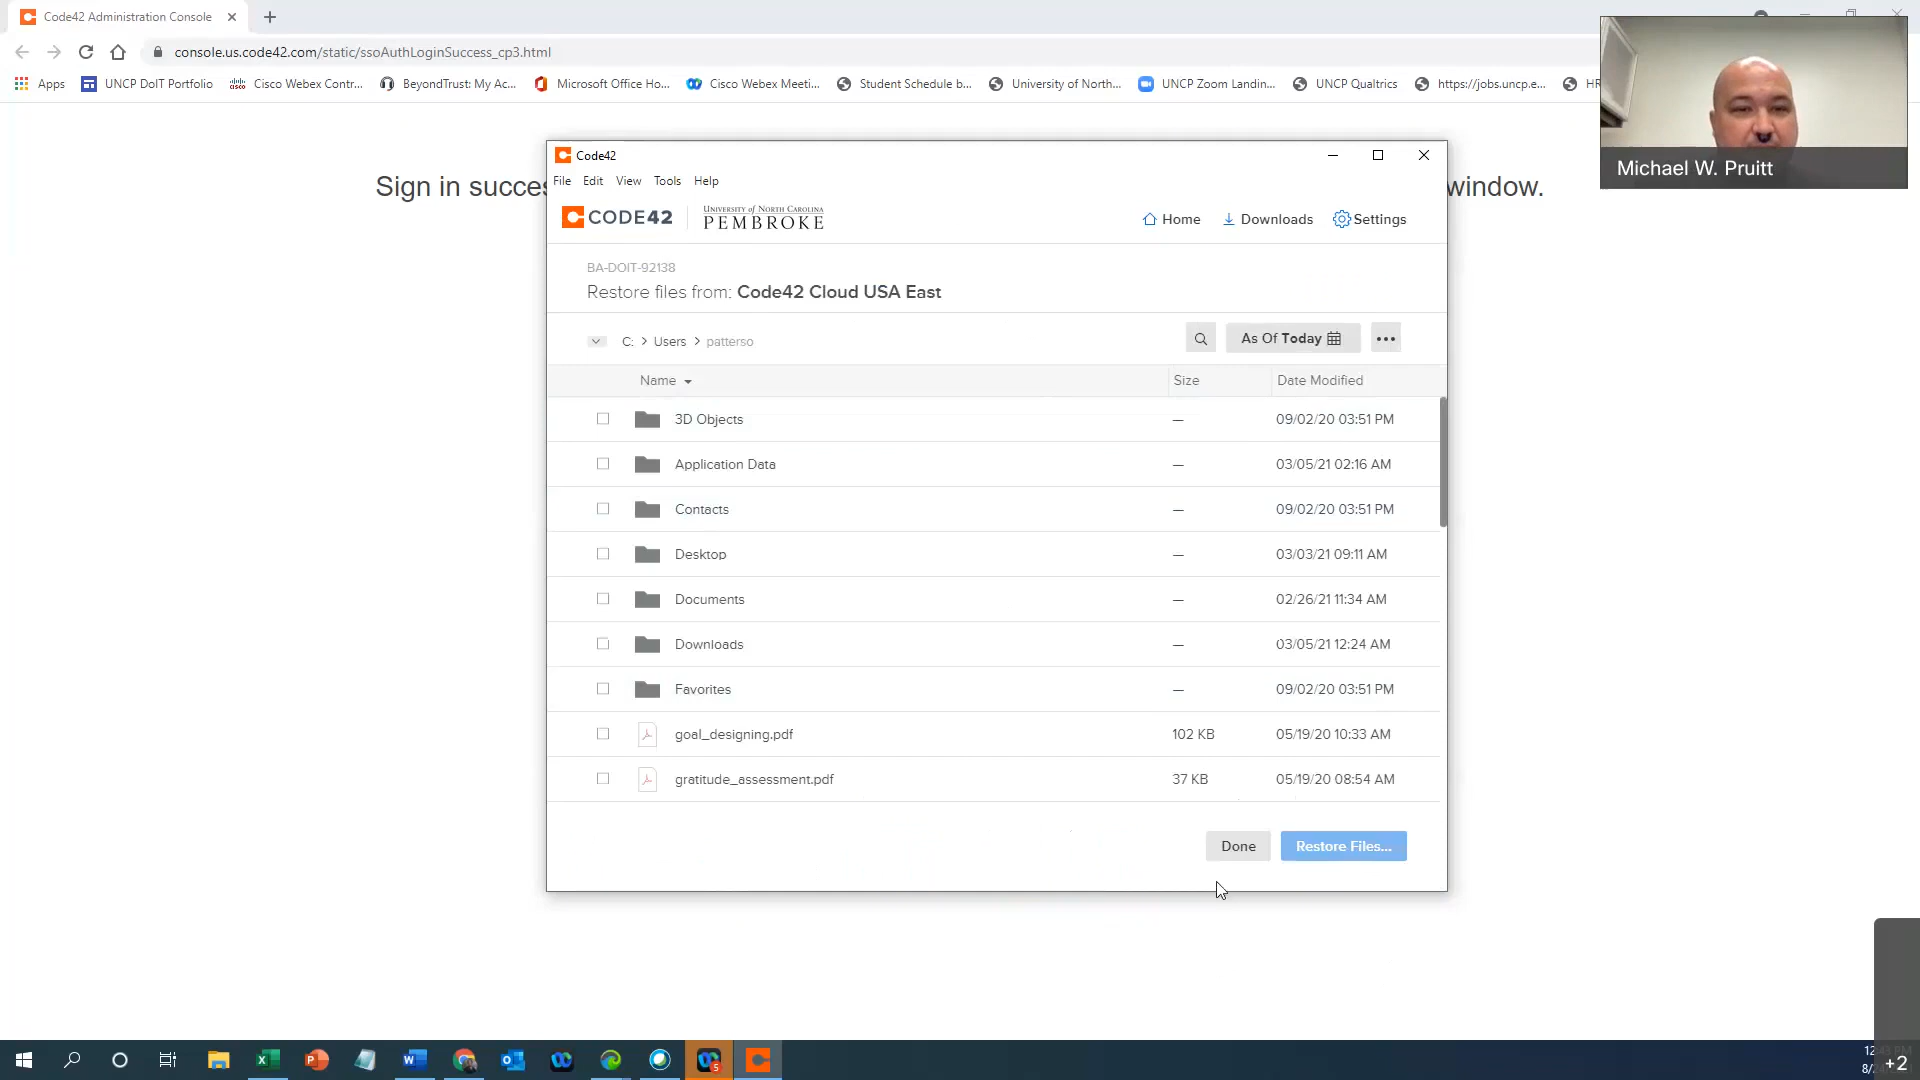 Code42 Administration Console
console.us.code42.com/static/ssoAuthLoginSuccess_cp3.html
Apps UNCP DoIT Portfolio Cisco Webex Contr... BeyondTrust: My Ac... Microsoft Office Ho... Cisco Webex Meeti... Student Schedule b... University of North... UNCP Zoom Landin... UNCP Qualtrics https://jobs.uncp.e... HR
Michael W. Pruitt
Sign in succes window.
Code42
File Edit View Tools Help
CODE42 University of North Carolina
PEMBROKE
Home Downloads Settings
BA-DOIT-92138
Restore files from: Code42 Cloud USA East
C: > Users > patterso
As Of Today
Name Size Date Modified
3D Objects — 09/02/20 03:51 PM
Application Data — 03/05/21 02:16 AM
Contacts — 09/02/20 03:51 PM
Desktop — 03/03/21 09:11 AM
Documents — 02/26/21 11:34 AM
Downloads — 03/05/21 12:24 AM
Favorites — 09/02/20 03:51 PM
goal_designing.pdf 102 KB 05/19/20 10:33 AM
gratitude_assessment.pdf 37 KB 05/19/20 08:54 AM
Done Restore Files...
+2